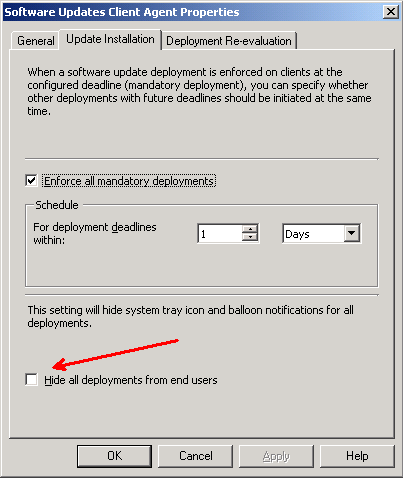 Software Updates Client Agent Properties
General Update Installation Deployment Re-evaluation
When a software update deployment is enforced on clients at the
configured deadline (mandatory deployment), you can specify whether
other deployments with future deadlines should be initiated at the same
time.
Enforce all mandatory deployments
Schedule
For deployment deadlines
within:
1 Days
This setting will hide system tray icon and balloon notifications for all
deployments.
Hide all deployments from end users
OK Cancel Apply Help